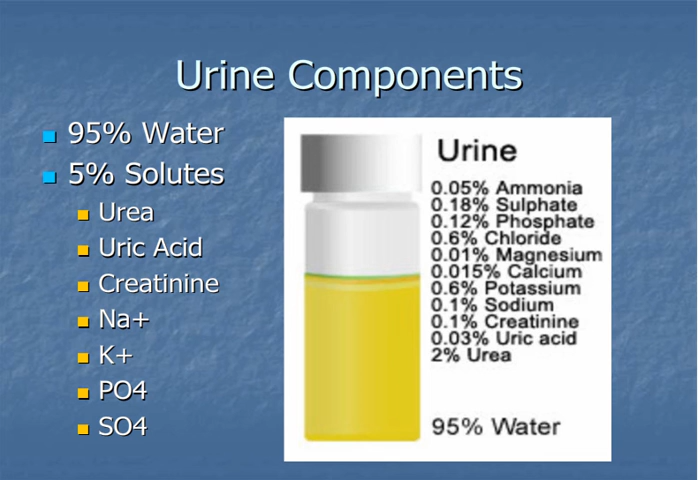 Urine Components
95% Water
5% Solutes
Urea
Uric Acid
Creatinine
Na+
K+
PO4
SO4
Urine
0.05% Ammonia
0.18% Sulphate
0.12% Phosphate
0.6% Chloride
0.01% Magnesium
0.015% Calcium
0.6% Potassium
0.1% Sodium
0.1% Creatinine
0.03% Uric acid
2% Urea
95% Water